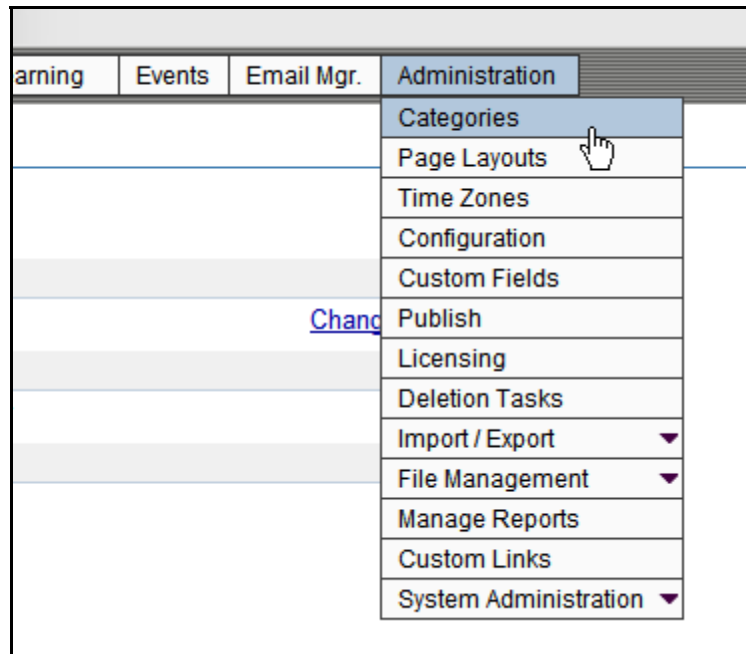 arning Events Email Mgr. Administration
Categories
Page Layouts
Time Zones
Configuration
Custom Fields
Chang Publish
Licensing
Deletion Tasks
Import / Export
File Management
Manage Reports
Custom Links
System Administration